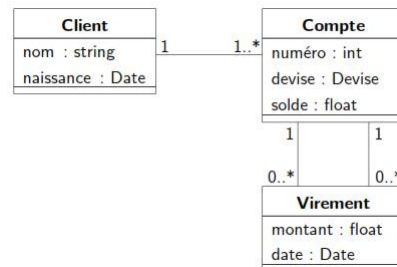 Client
nom : string
naissance : Date
1
1..*
Compte
numéro : int
devise : Devise
solde : float
1
1
0..*
0..*
Virement
montant : float
date : Date